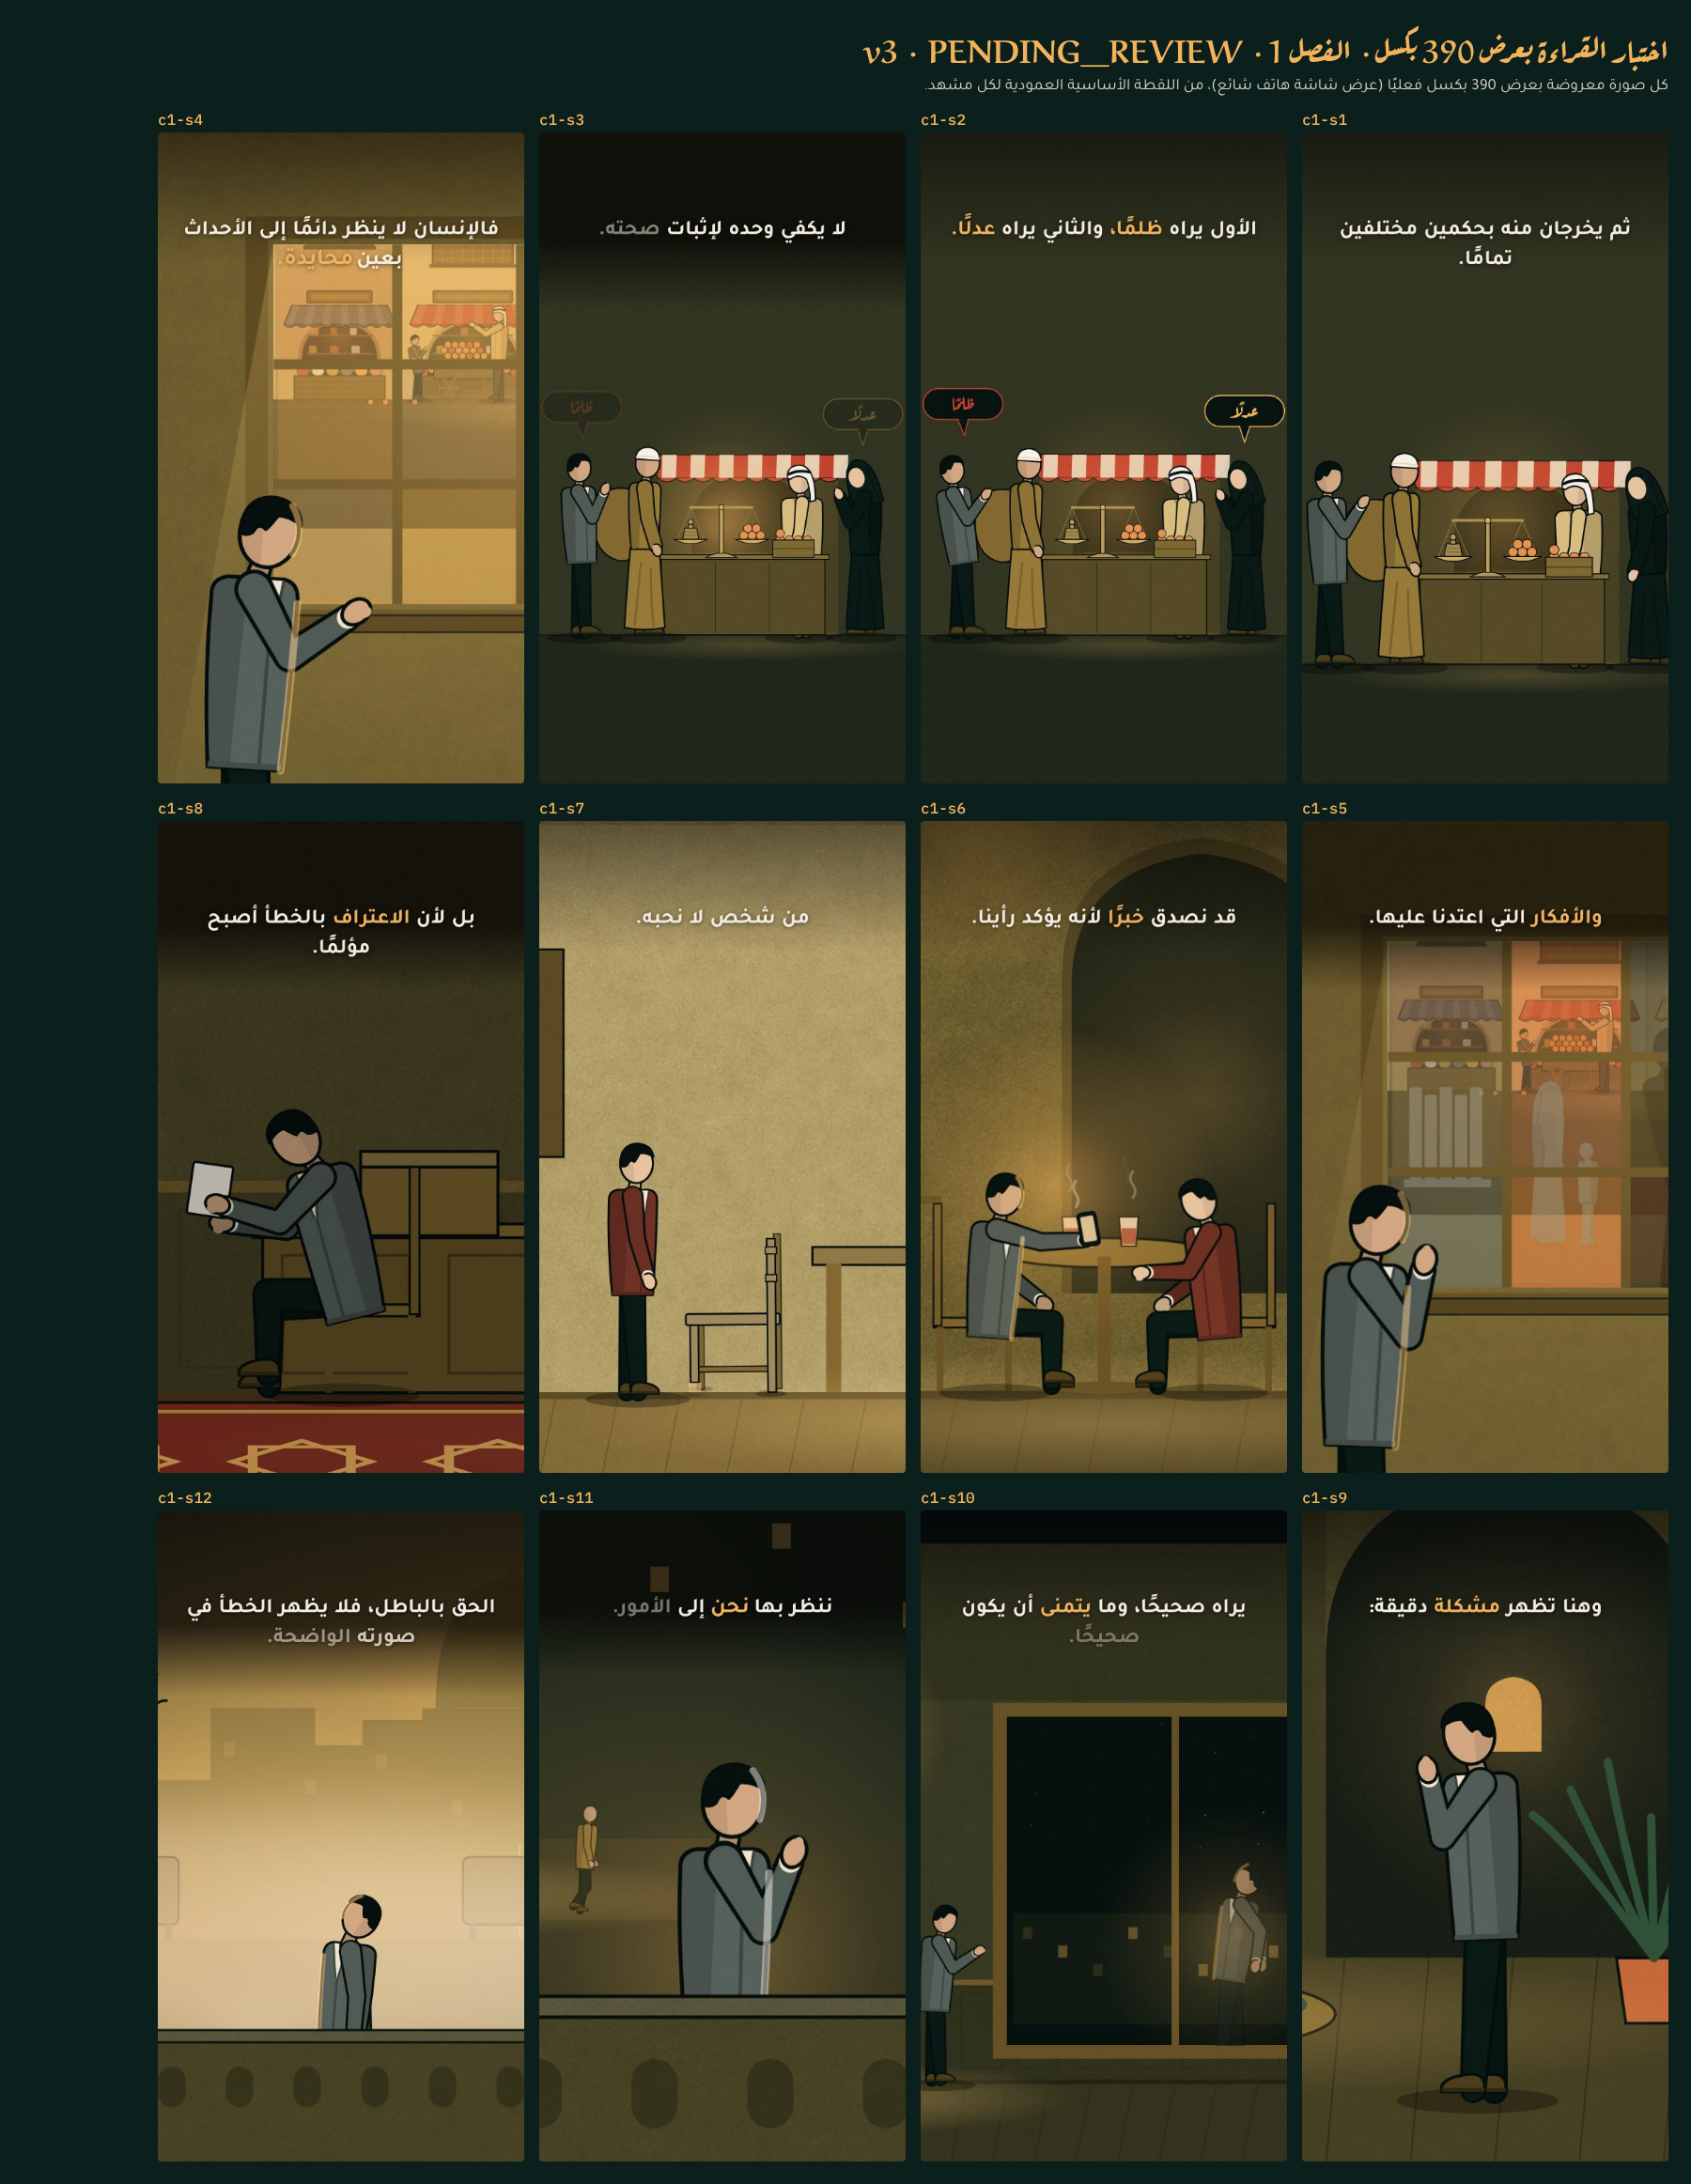 اختبار القراءة بعرض 390 بكسل · الفصل 1 · v3 · PENDING_REVIEW
كل صورة معروضة بعرض 390 بكسل فعليًا (عرض شاشة هاتف شائع)، من اللقطة الأساسية العمودية لكل مشهد.
c1-s1
ثم يخرجان منه بحكمين مختلفين
تمامًا.
c1-s2
الأول يراه ظلمًا، والثاني يراه عدلًا.
عدلًا
ظلمًا
c1-s3
لا يكفي وحده لإثبات صحته.
عدلًا
ظلمًا
c1-s4
فالإنسان لا ينظر دائمًا إلى الأحداث
بعين محايدة.
c1-s5
والأفكار التي اعتدنا عليها.
c1-s6
قد نصدق خبرًا لأنه يؤكد رأينا.
c1-s7
من شخص لا نحبه.
c1-s8
بل لأن الاعتراف بالخطأ أصبح
مؤلمًا.
c1-s9
وهنا تظهر مشكلة دقيقة:
c1-s10
يراه صحيحًا، وما يتمنى أن يكون
صحيحًا.
c1-s11
ننظر بها نحن إلى الأمور.
c1-s12
الحق بالباطل، فلا يظهر الخطأ في
صورته الواضحة.